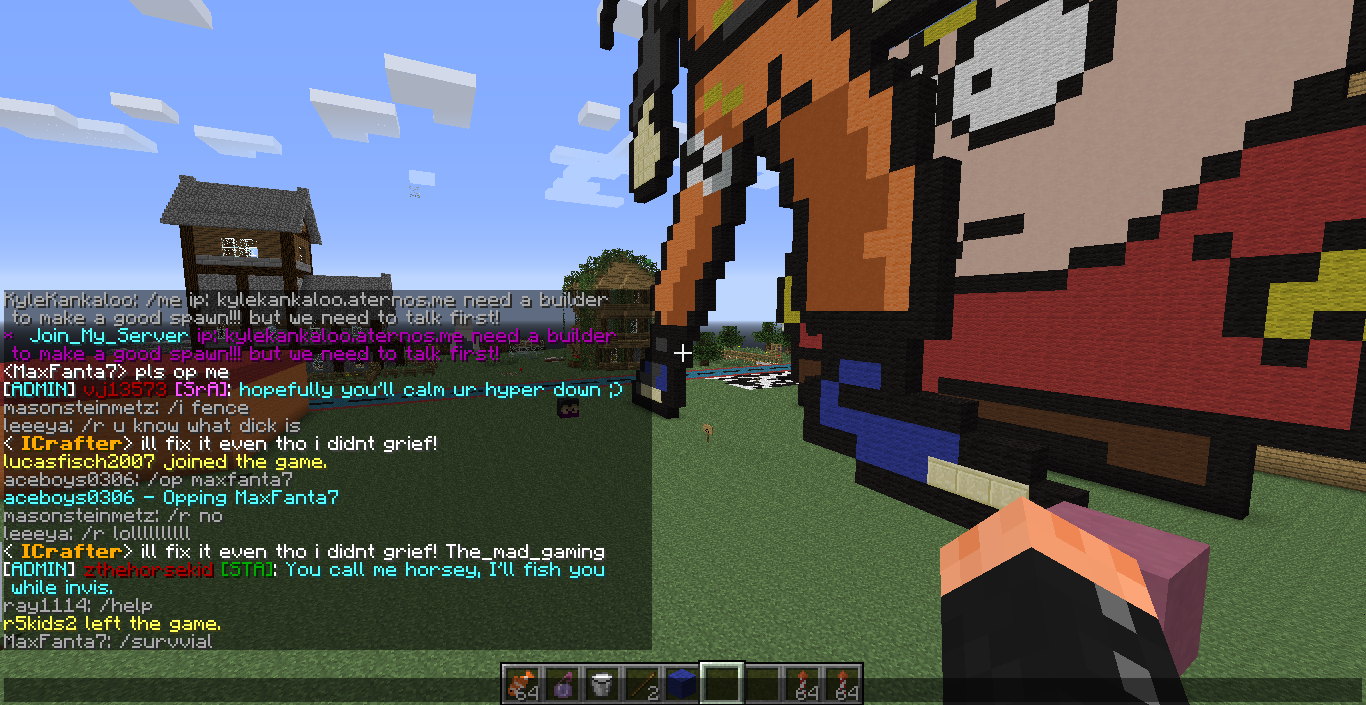 KyleKankaloo: /me ip: kylekankaloo.aternos.me need a builder
to make a good spawn!!! but we need to talk first!
* Join_My_Server ip: kylekankaloo.aternos.me need a builder
to make a good spawn!!! but we need to talk first!
<MaxFanta7> pls op me
[ADMIN] vj13573 [SrA]: hopefully you'll calm ur hyper down ;)
masonsteinmetz: /i fence
leeeya: /r u know what dick is
< ICrafter> ill fix it even tho i didnt grief!
lucasfisch2007 joined the game.
aceboys0306: /op maxfanta7
aceboys0306 - Opping MaxFanta7
masonsteinmetz: /r no
leeeya: /r lolllllllll
< ICrafter> ill fix it even tho i didnt grief! The_mad_gaming
[ADMIN] zthehorsekid [STA]: You call me horsey, I'll fish you
while invis.
ray1114: /help
r5kids2 left the game.
MaxFanta7: /survvial
64 2 64 64